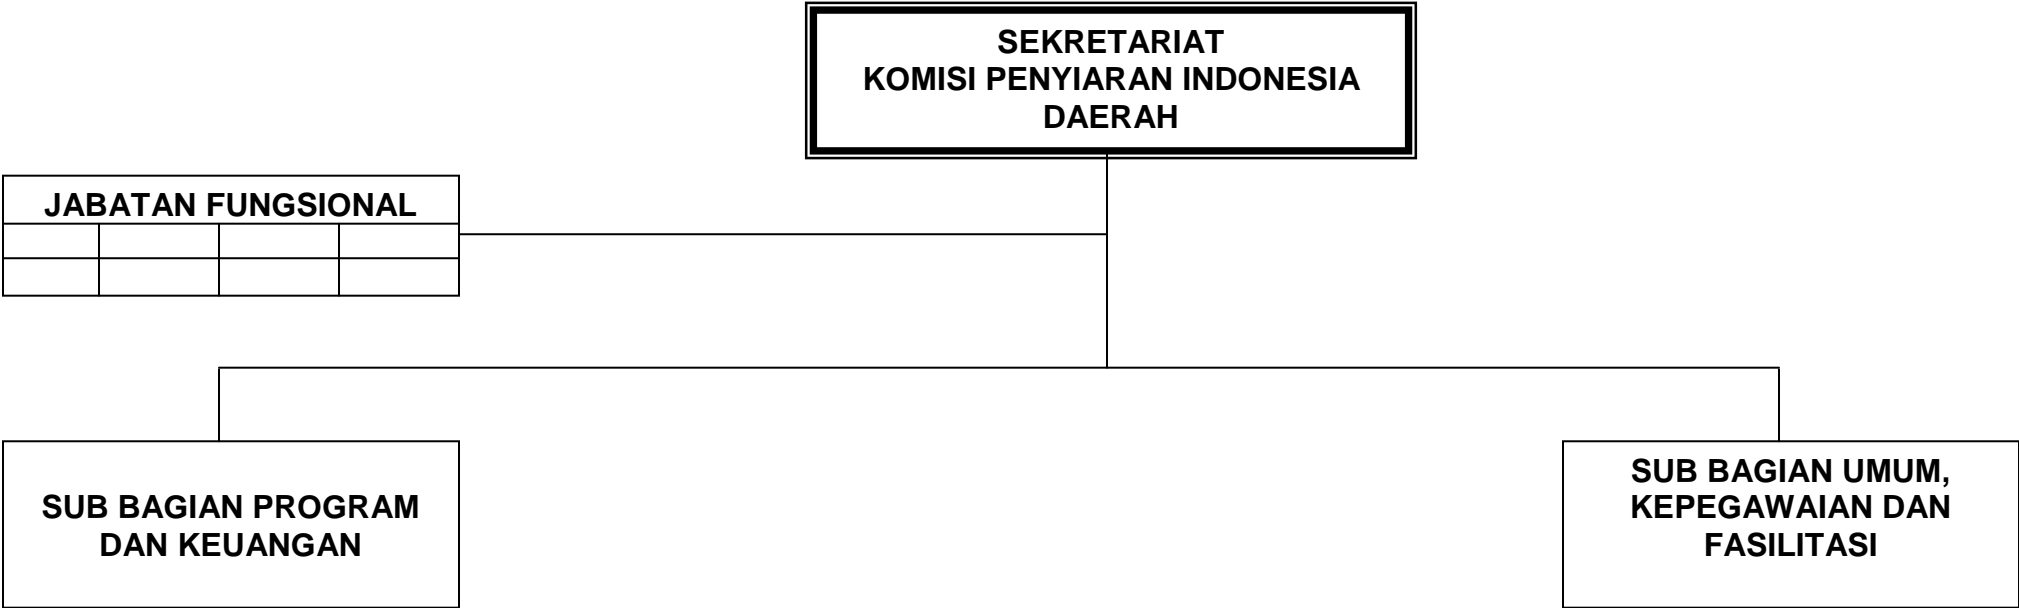 SEKRETARIAT
KOMISI PENYIARAN INDONESIA
DAERAH
JABATAN FUNGSIONAL
SUB BAGIAN PROGRAM
DAN KEUANGAN
SUB BAGIAN UMUM,
KEPEGAWAIAN DAN
FASILITASI